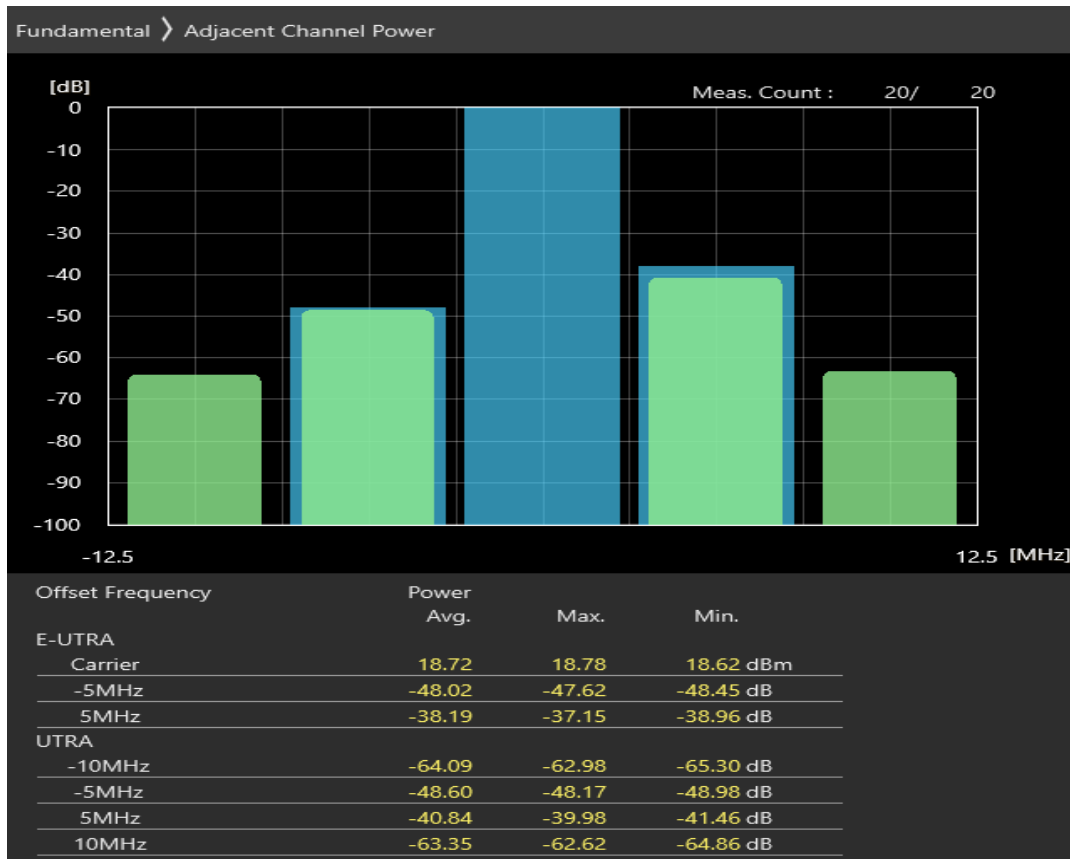 Fundamental 〉 Adjacent Channel Power
[dB]
Meas. Count : 20/ 20
0
-10
-20
-30
-40
-50
-60
-70
-80
-90
-100
-12.5 12.5 [MHz]
Offset Frequency Power
Avg. Max. Min.
E-UTRA
Carrier 18.72 18.78 18.62 dBm
-5MHz -48.02 -47.62 -48.45 dB
5MHz -38.19 -37.15 -38.96 dB
UTRA
-10MHz -64.09 -62.98 -65.30 dB
-5MHz -48.60 -48.17 -48.98 dB
5MHz -40.84 -39.98 -41.46 dB
10MHz -63.35 -62.62 -64.86 dB